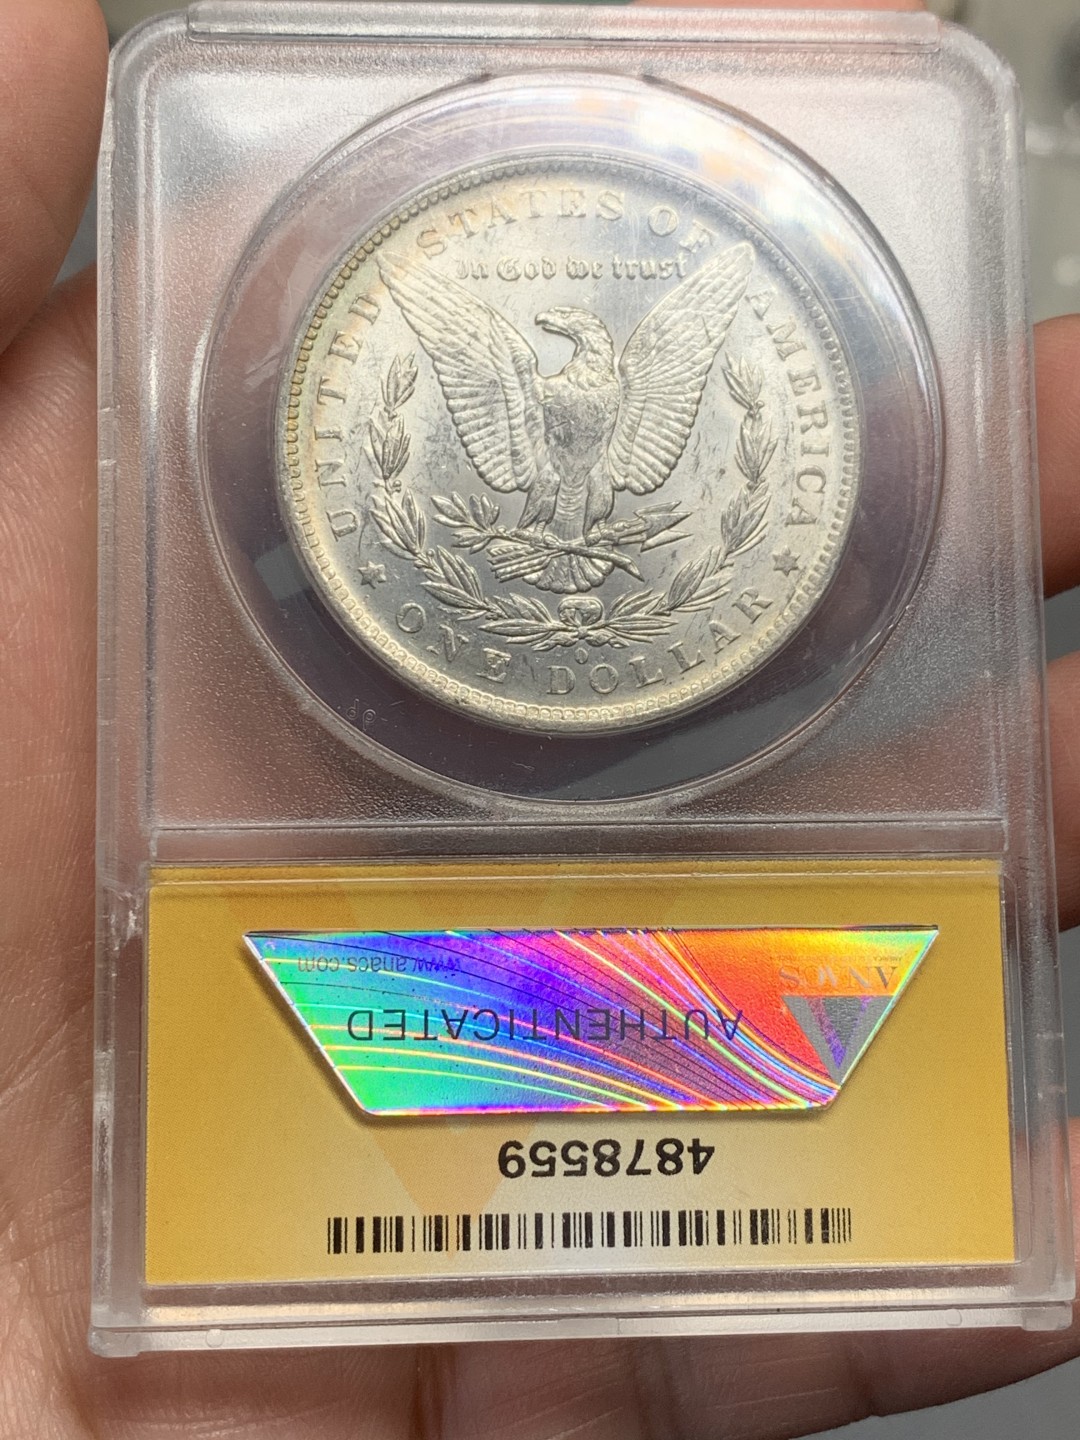 UNITED STATES OF AMERICA
In God we trust
O
ONE DOLLAR
ANACS
www.anacs.com
AUTHENTICATED
4878559